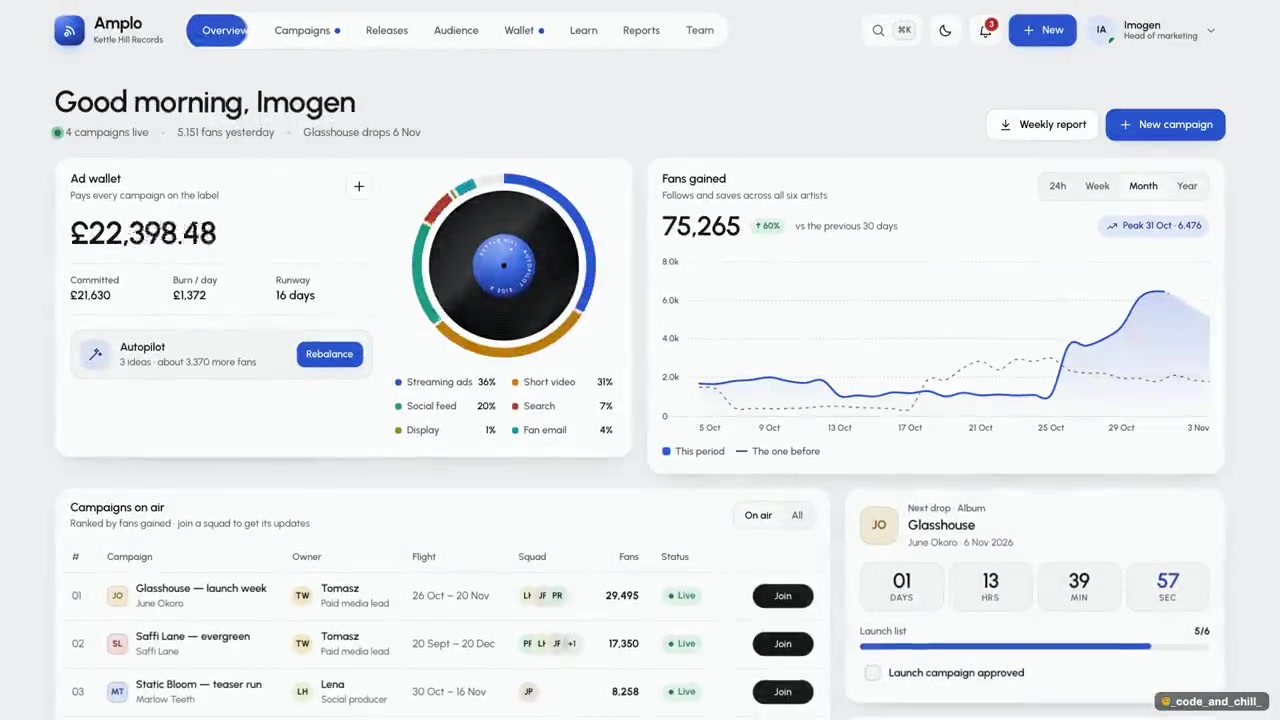 Amplo
Kettle Hill Records
Overview
Campaigns
Releases
Audience
Wallet
Learn
Reports
Team
⌘K
3
New
IA
Imogen
Head of marketing
Good morning, Imogen
4 campaigns live
5,151 fans yesterday
Glasshouse drops 6 Nov
Weekly report
New campaign
Ad wallet
Pays every campaign on the label
£22,398.48
Committed
£21,630
Burn / day
£1,372
Runway
16 days
Autopilot
3 ideas · about 3,370 more fans
Rebalance
KETTLE HILL
AUTOPILOT
SIDE A
Streaming ads 36%
Short video 31%
Social feed 20%
Search 7%
Display 1%
Fan email 4%
Fans gained
Follows and saves across all six artists
24h
Week
Month
Year
75,265
↑ 60%
vs the previous 30 days
Peak 31 Oct · 6,476
8.0k
6.0k
4.0k
2.0k
0
5 Oct
9 Oct
13 Oct
17 Oct
21 Oct
25 Oct
29 Oct
3 Nov
This period
The one before
Campaigns on air
Ranked by fans gained · join a squad to get its updates
On air
All
# Campaign Owner Flight Squad Fans Status
01 JO Glasshouse — launch week TW Tomasz 26 Oct – 20 Nov JF PR 29,495 Live Join
June Okoro Paid media lead
02 SL Saffi Lane — evergreen TW Tomasz 20 Sept – 20 Dec JF +1 17,350 Live Join
Saffi Lane Paid media lead
03 MT Static Bloom — teaser run LH Lena 30 Oct – 16 Nov JP 8,258 Live Join
Marlow Teeth Social producer
JO
Next drop · Album
Glasshouse
June Okoro · 6 Nov 2026
01
DAYS
13
HRS
39
MIN
57
SEC
Launch list
5/6
Launch campaign approved
@_code_and_chill_